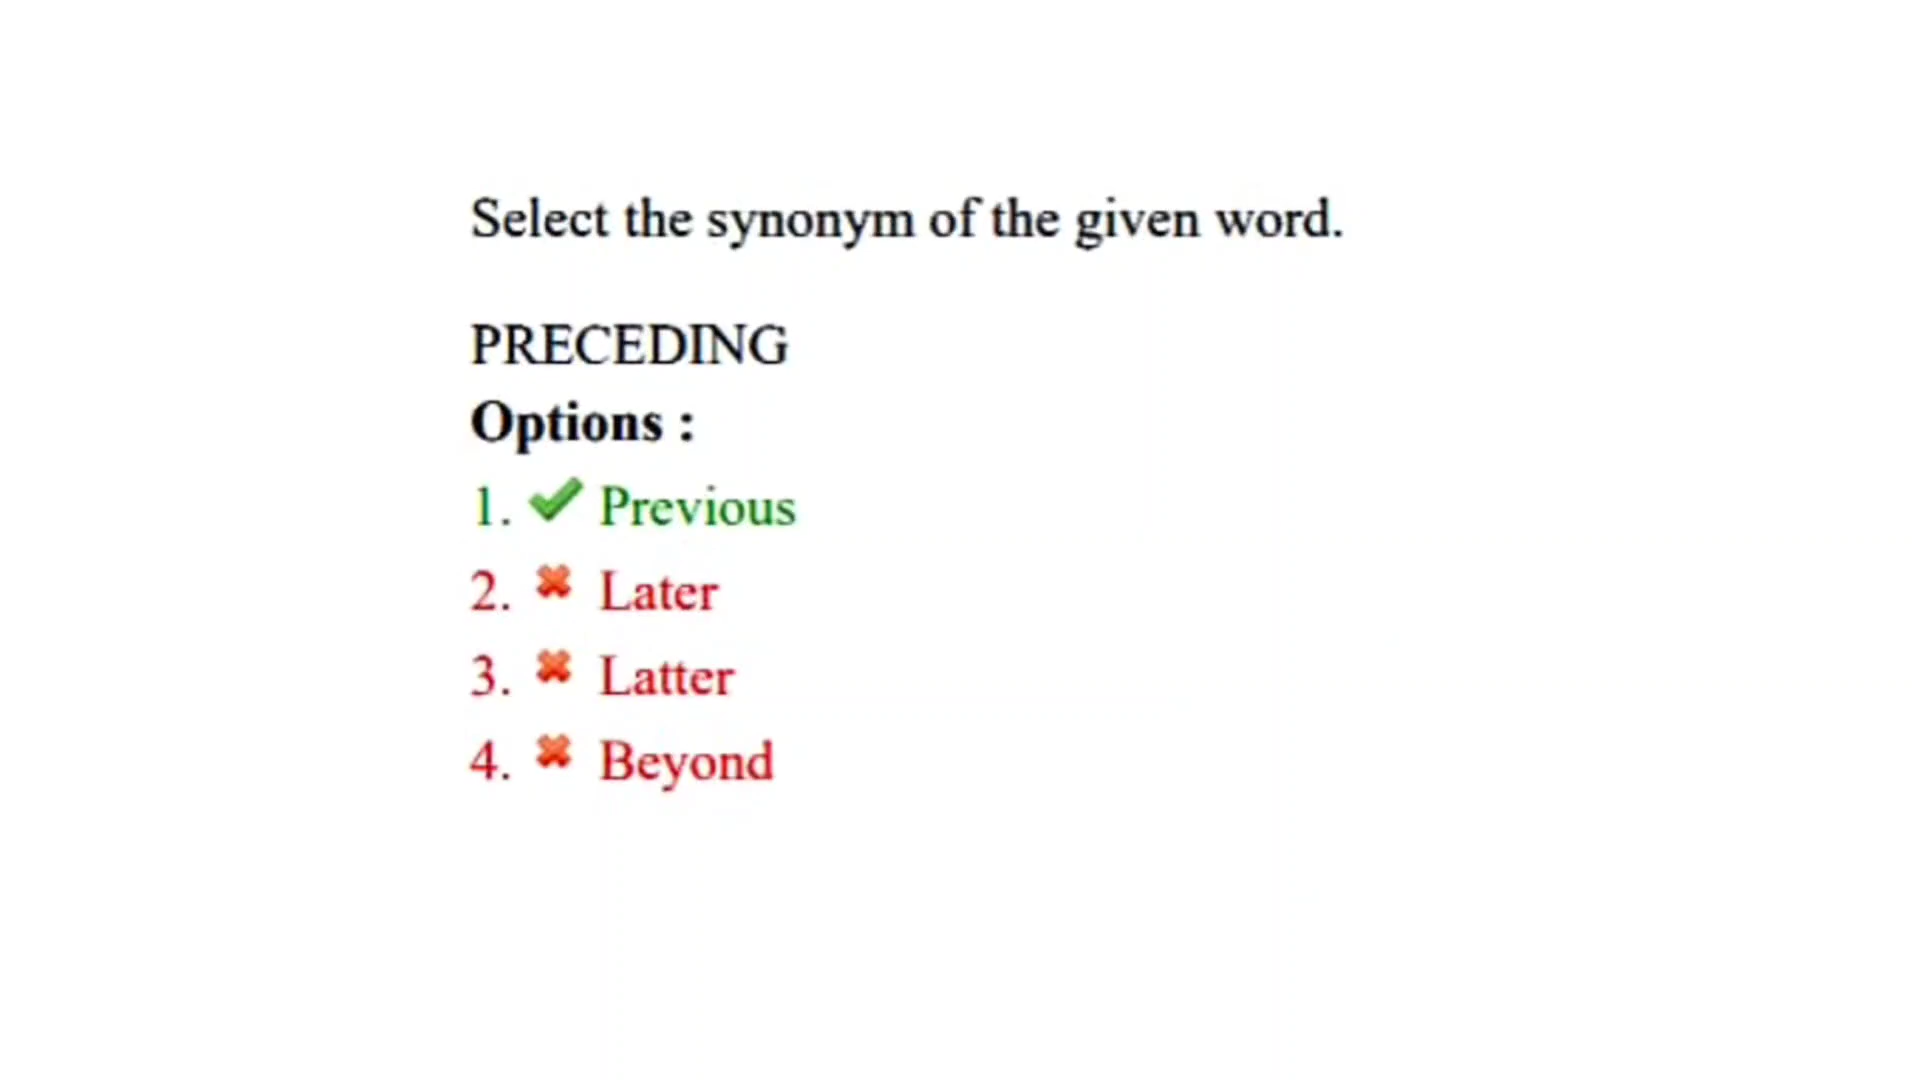 Select the synonym of the given word.
PRECEDING
Options :
1. ✔ Previous
2. ✖ Later
3. ✖ Latter
4. ✖ Beyond